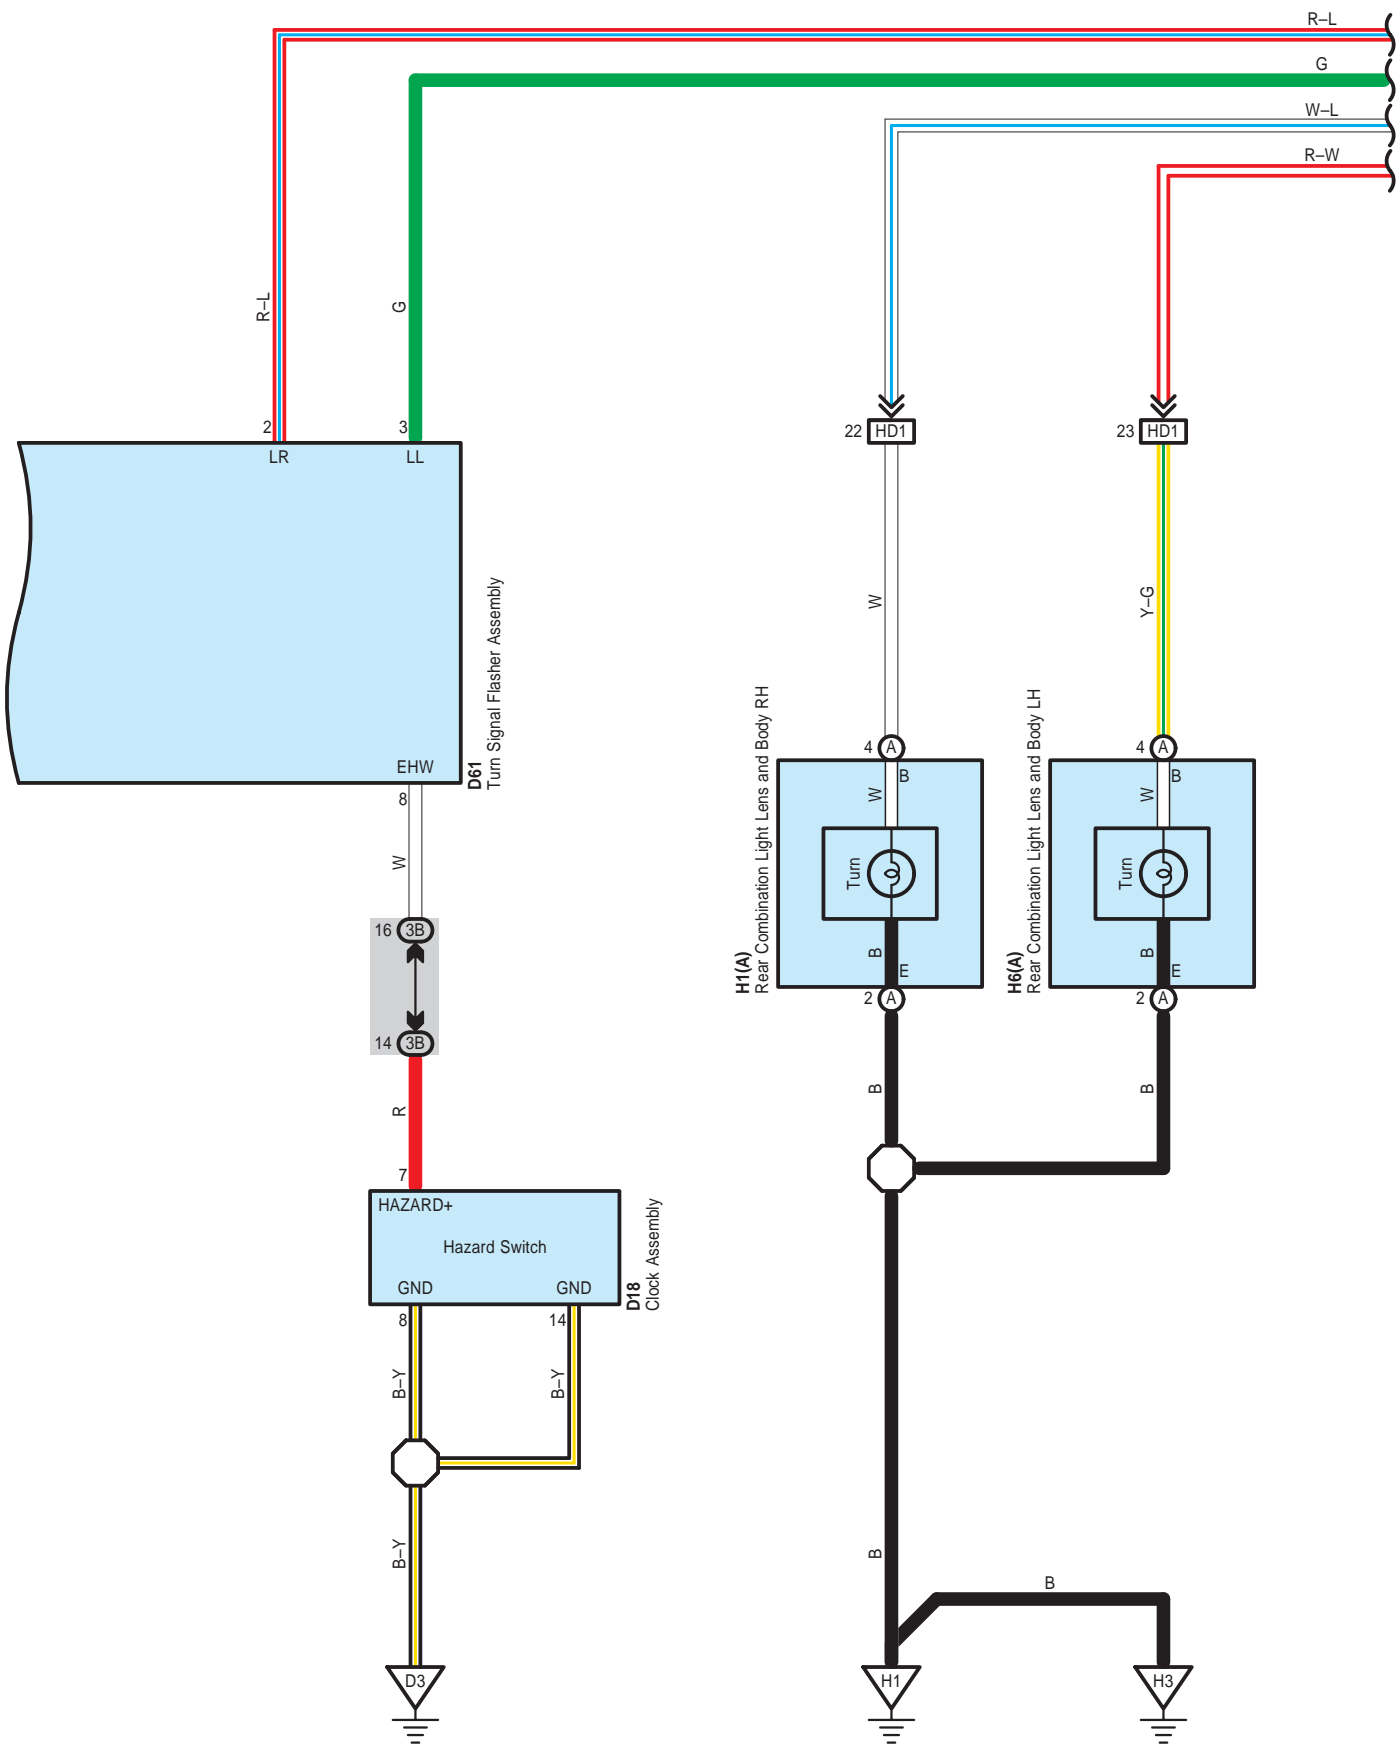 R–L
G
W–L
R–W
R–L
G
2
3
LR
LL
22 HD1
23 HD1
W
Y–G
D61
Turn Signal Flasher Assembly
EHW
8
W
16 3B
14 3B
R
7
HAZARD+
Hazard Switch
GND
GND
D18
Clock Assembly
8
14
B–Y
B–Y
B–Y
D3
H1(A)
Rear Combination Light Lens and Body RH
4 A
B
W
Turn
B
E
2 A
B
H6(A)
Rear Combination Light Lens and Body LH
4 A
B
W
Turn
B
E
2 A
B
B
B
H1
H3